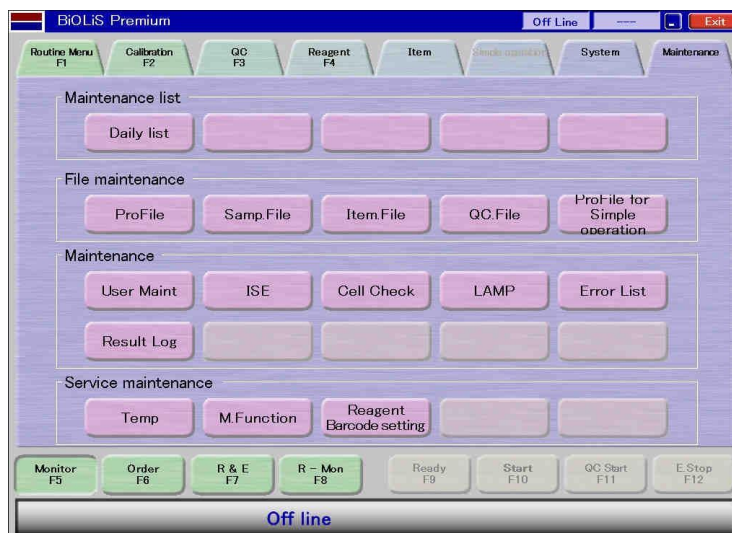 BiOLiS Premium
Off Line
---
Exit
Routine Menu
F1
Calibration
F2
QC
F3
Reagent
F4
Item
Simple operation
System
Maintenance
Maintenance list
Daily list
File maintenance
ProFile
Samp.File
Item.File
QC.File
ProFile for
Simple
operation
Maintenance
User Maint
ISE
Cell Check
LAMP
Error List
Result Log
Service maintenance
Temp
M.Function
Reagent
Barcode setting
Monitor
F5
Order
F6
R & E
F7
R - Mon
F8
Ready
F9
Start
F10
QC Start
F11
E.Stop
F12
Off line